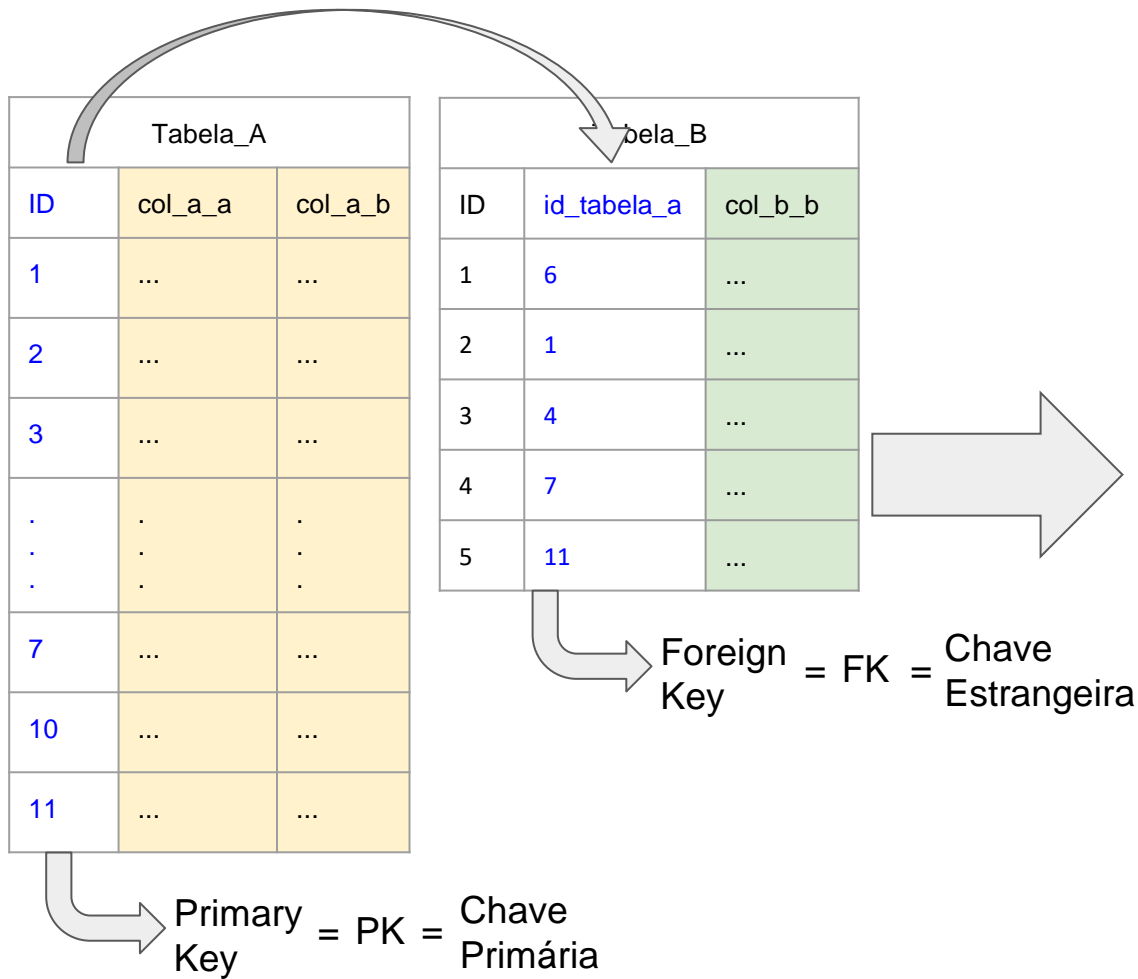 Tabela_A
ID col_a_a col_a_b
1 ... ...
2 ... ...
3 ... ...
. . .
. . .
. . .
7 ... ...
10 ... ...
11 ... ...
Primary Key = PK = Chave Primária
Tabela_B
ID id_tabela_a col_b_b
1 6 ...
2 1 ...
3 4 ...
4 7 ...
5 11 ...
Foreign Key = FK = Chave Estrangeira